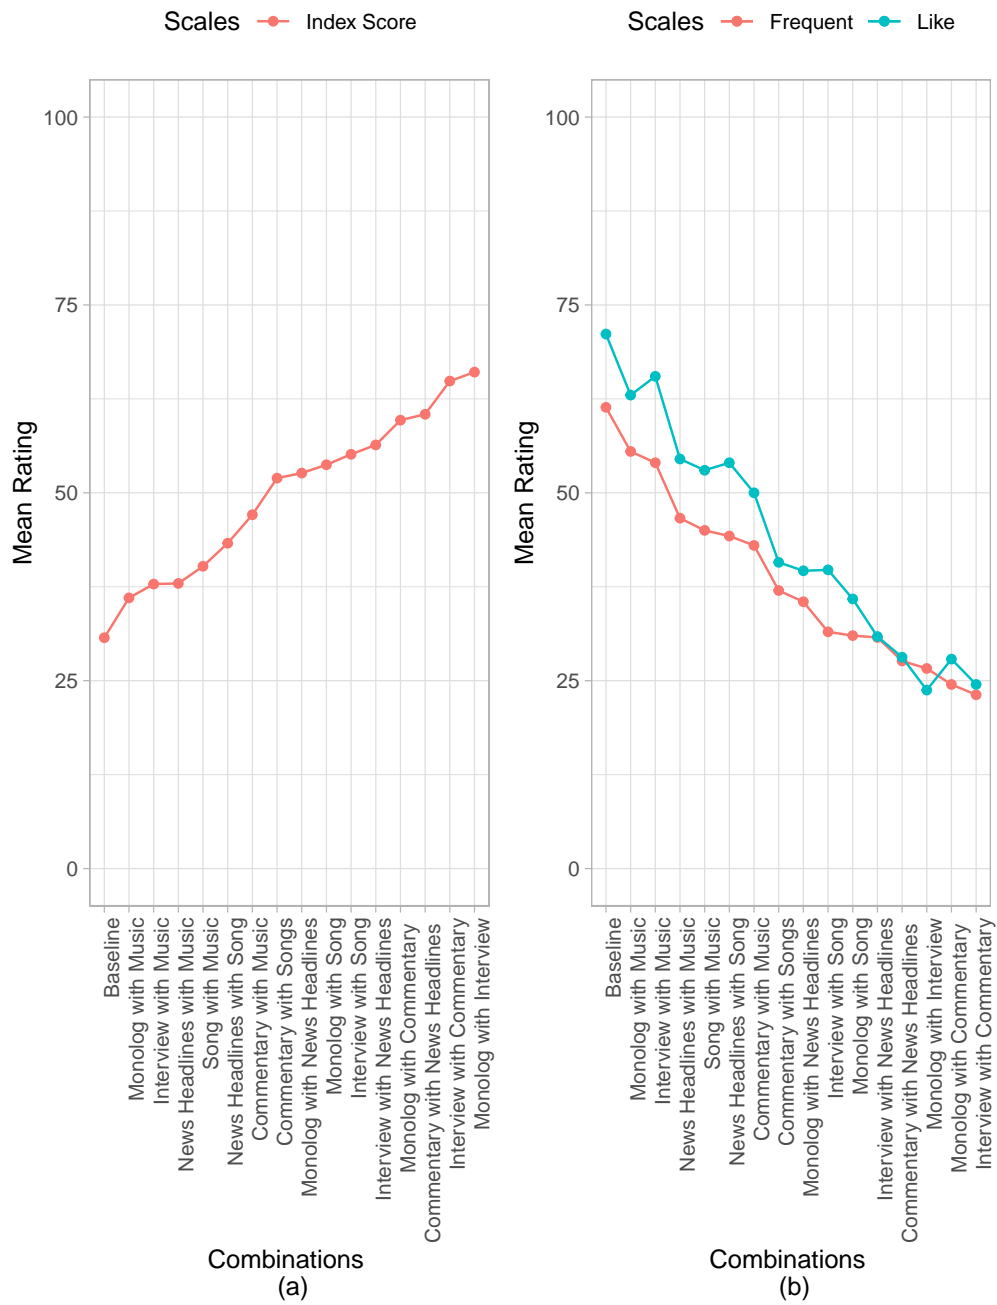 Scales Index Score
Mean Rating
100
75
50
25
0
Baseline
Monolog with Music
Interview with Music
News Headlines with Music
Song with Music
News Headlines with Song
Commentary with Music
Commentary with Songs
Monolog with News Headlines
Monolog with Song
Interview with Song
Interview with News Headlines
Monolog with Commentary
Commentary with News Headlines
Interview with Commentary
Monolog with Interview
Combinations
(a)
Scales Frequent Like
Mean Rating
100
75
50
25
0
Baseline
Monolog with Music
Interview with Music
News Headlines with Music
Song with Music
News Headlines with Song
Commentary with Music
Commentary with Songs
Monolog with News Headlines
Interview with Song
Monolog with Song
Interview with News Headlines
Commentary with News Headlines
Monolog with Interview
Monolog with Commentary
Interview with Commentary
Combinations
(b)